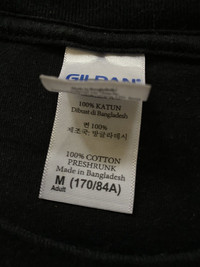 GILDAN
100% KATUN
Dibuat di Bangladesh
면 100%
제조국: 방글라데시
100% COTTON
PRESHRUNK
Made in Bangladesh
M (170/84A)
Adult